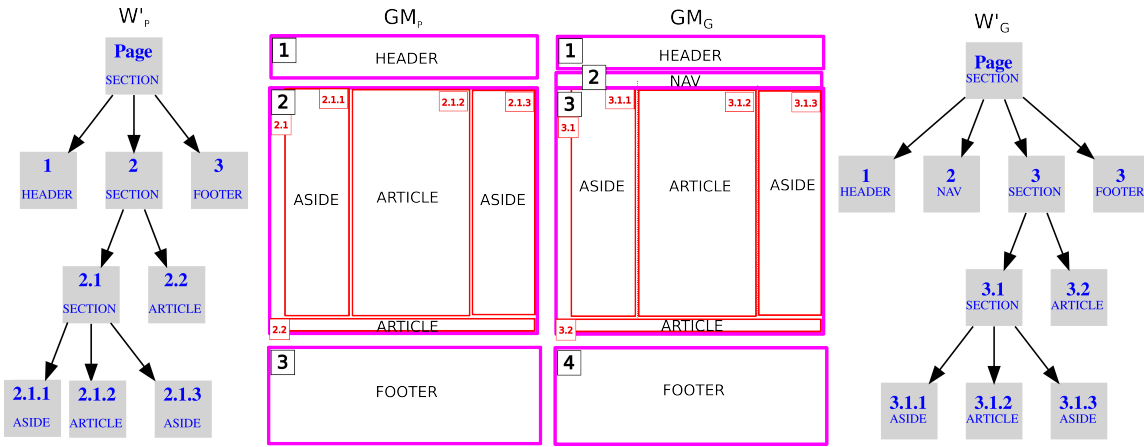 W'P
Page
SECTION
1
HEADER
2
SECTION
3
FOOTER
2.1
SECTION
2.2
ARTICLE
2.1.1
ASIDE
2.1.2
ARTICLE
2.1.3
ASIDE
GMP
1
HEADER
2
2.1.1
2.1.2
2.1.3
2.1
ASIDE
ARTICLE
ASIDE
2.2
ARTICLE
3
FOOTER
GMG
1
HEADER
2
NAV
3
3.1.1
3.1.2
3.1.3
3.1
ASIDE
ARTICLE
ASIDE
3.2
ARTICLE
4
FOOTER
W'G
Page
SECTION
1
HEADER
2
NAV
3
SECTION
3
FOOTER
3.1
SECTION
3.2
ARTICLE
3.1.1
ASIDE
3.1.2
ARTICLE
3.1.3
ASIDE